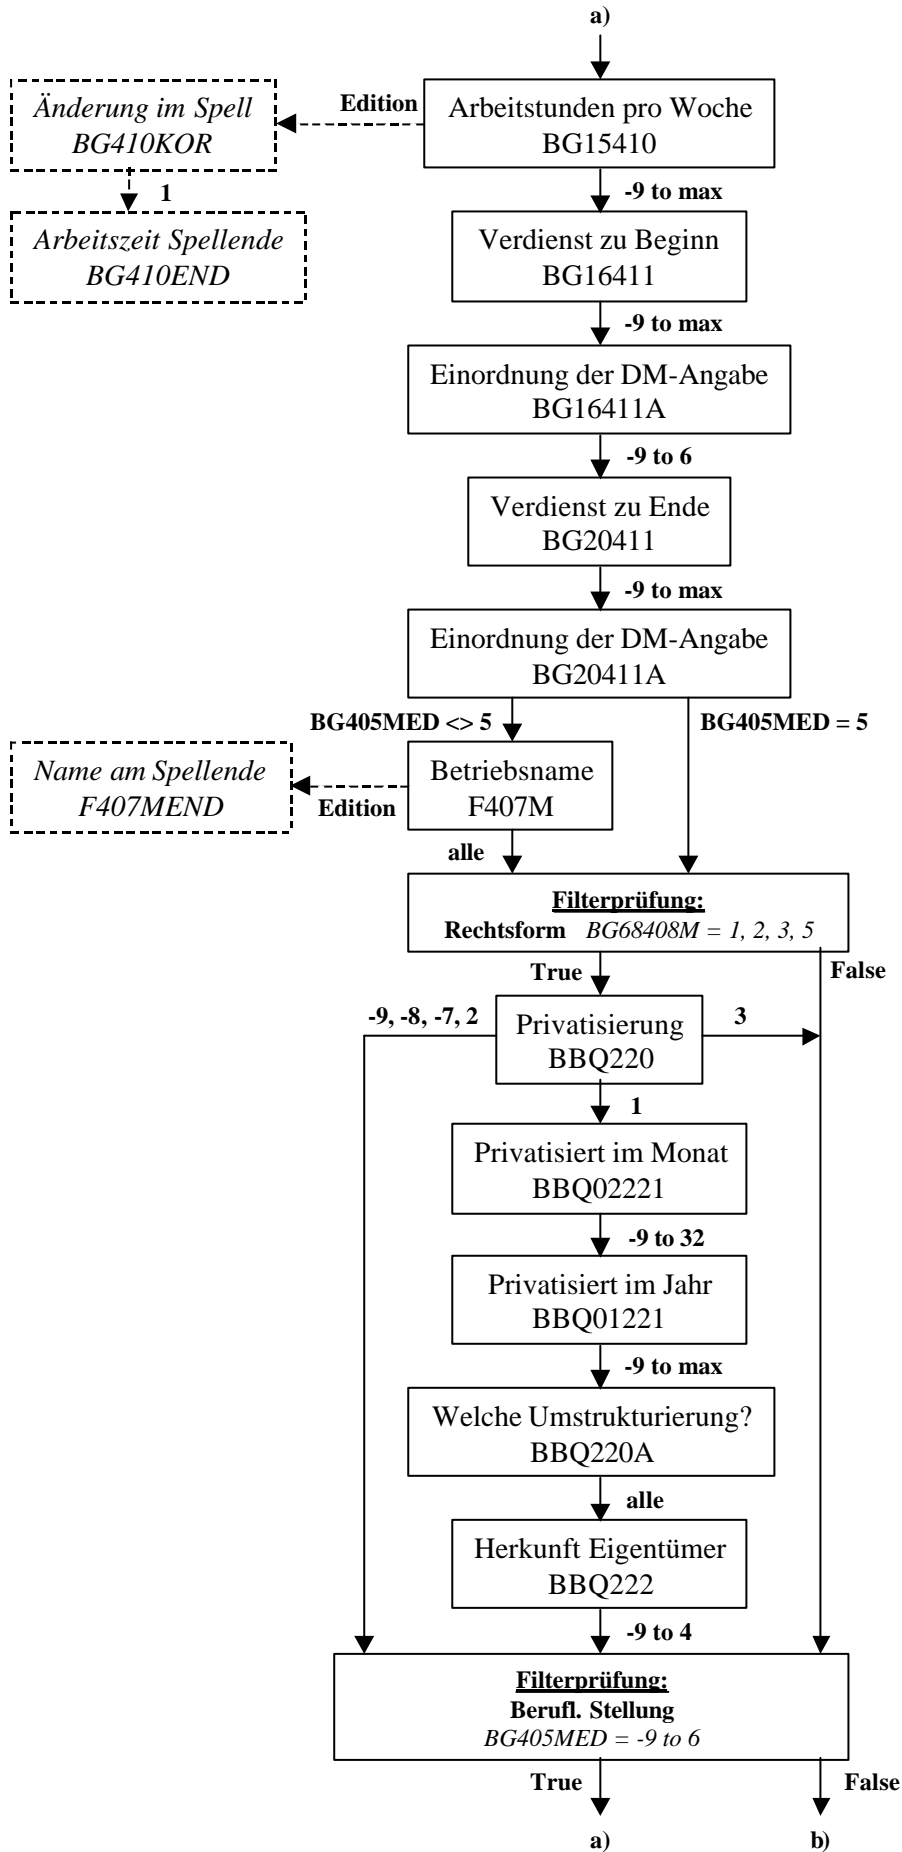 a)
Änderung im Spell
BG410KOR
Edition
Arbeitstunden pro Woche
BG15410
1
-9 to max
Arbeitszeit Spellende
BG410END
Verdienst zu Beginn
BG16411
-9 to max
Einordnung der DM-Angabe
BG16411A
-9 to 6
Verdienst zu Ende
BG20411
-9 to max
Einordnung der DM-Angabe
BG20411A
BG405MED <> 5
BG405MED = 5
Name am Spellende
F407MEND
Edition
Betriebsname
F407M
alle
Filterprüfung:
Rechtsform BG68408M = 1, 2, 3, 5
True
False
-9, -8, -7, 2
Privatisierung
BBQ220
3
1
Privatisiert im Monat
BBQ02221
-9 to 32
Privatisiert im Jahr
BBQ01221
-9 to max
Welche Umstrukturierung?
BBQ220A
alle
Herkunft Eigentümer
BBQ222
-9 to 4
Filterprüfung:
Berufl. Stellung
BG405MED = -9 to 6
True
False
a)
b)